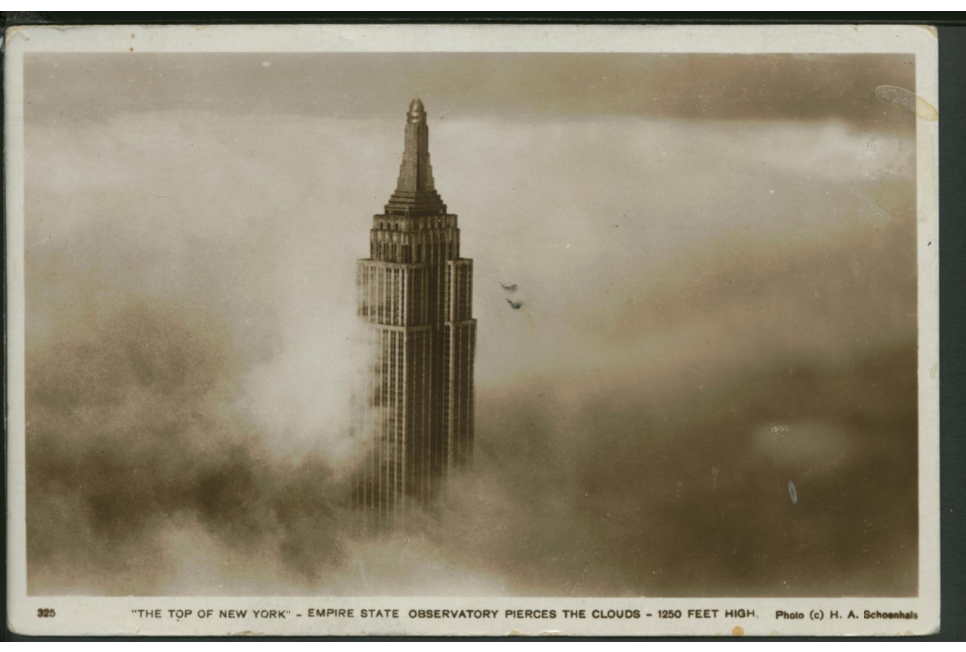 325 "THE TOP OF NEW YORK" - EMPIRE STATE OBSERVATORY PIERCES THE CLOUDS - 1250 FEET HIGH. Photo (c) H. A. Schoenhals